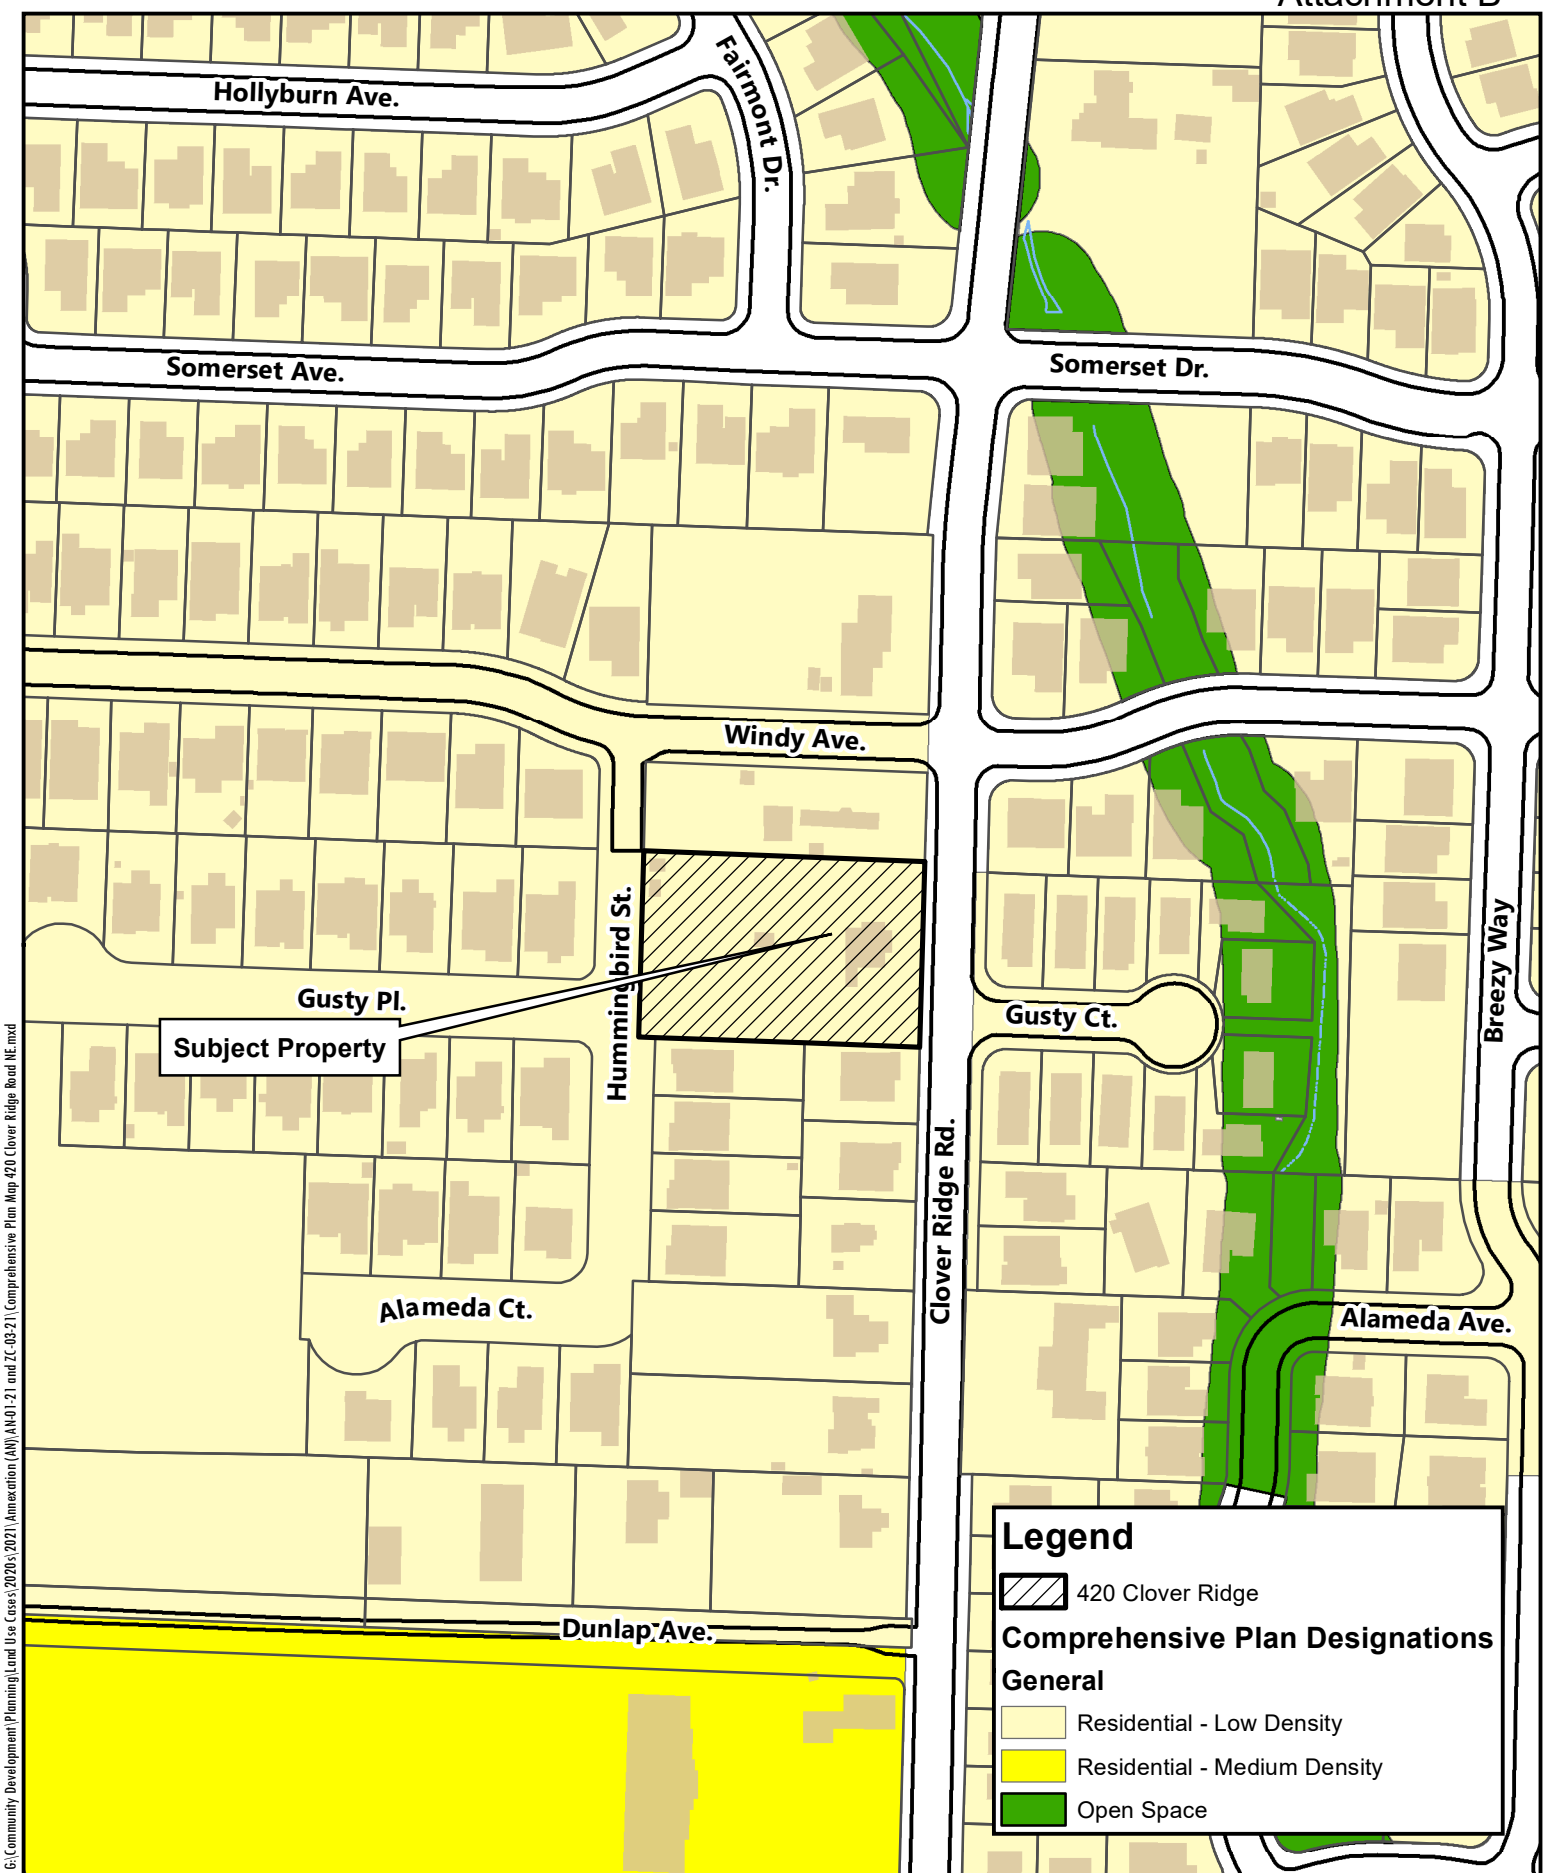 Attachment B
Hollyburn Ave.
Fairmont Dr.
Somerset Ave.
Somerset Dr.
Windy Ave.
Hummingbird St.
Gusty Pl.
Subject Property
Gusty Ct.
Breezy Way
Clover Ridge Rd.
Alameda Ct.
Alameda Ave.
Dunlap Ave.
Legend
420 Clover Ridge
Comprehensive Plan Designations
General
Residential - Low Density
Residential - Medium Density
Open Space
G:\Community Development\Planning\Land Use Cases\2020s\2021\Annexation (AN)\AN-01-21 and ZC-03-21\Comprehensive Plan Map 420 Clover Ridge Road NE.mxd